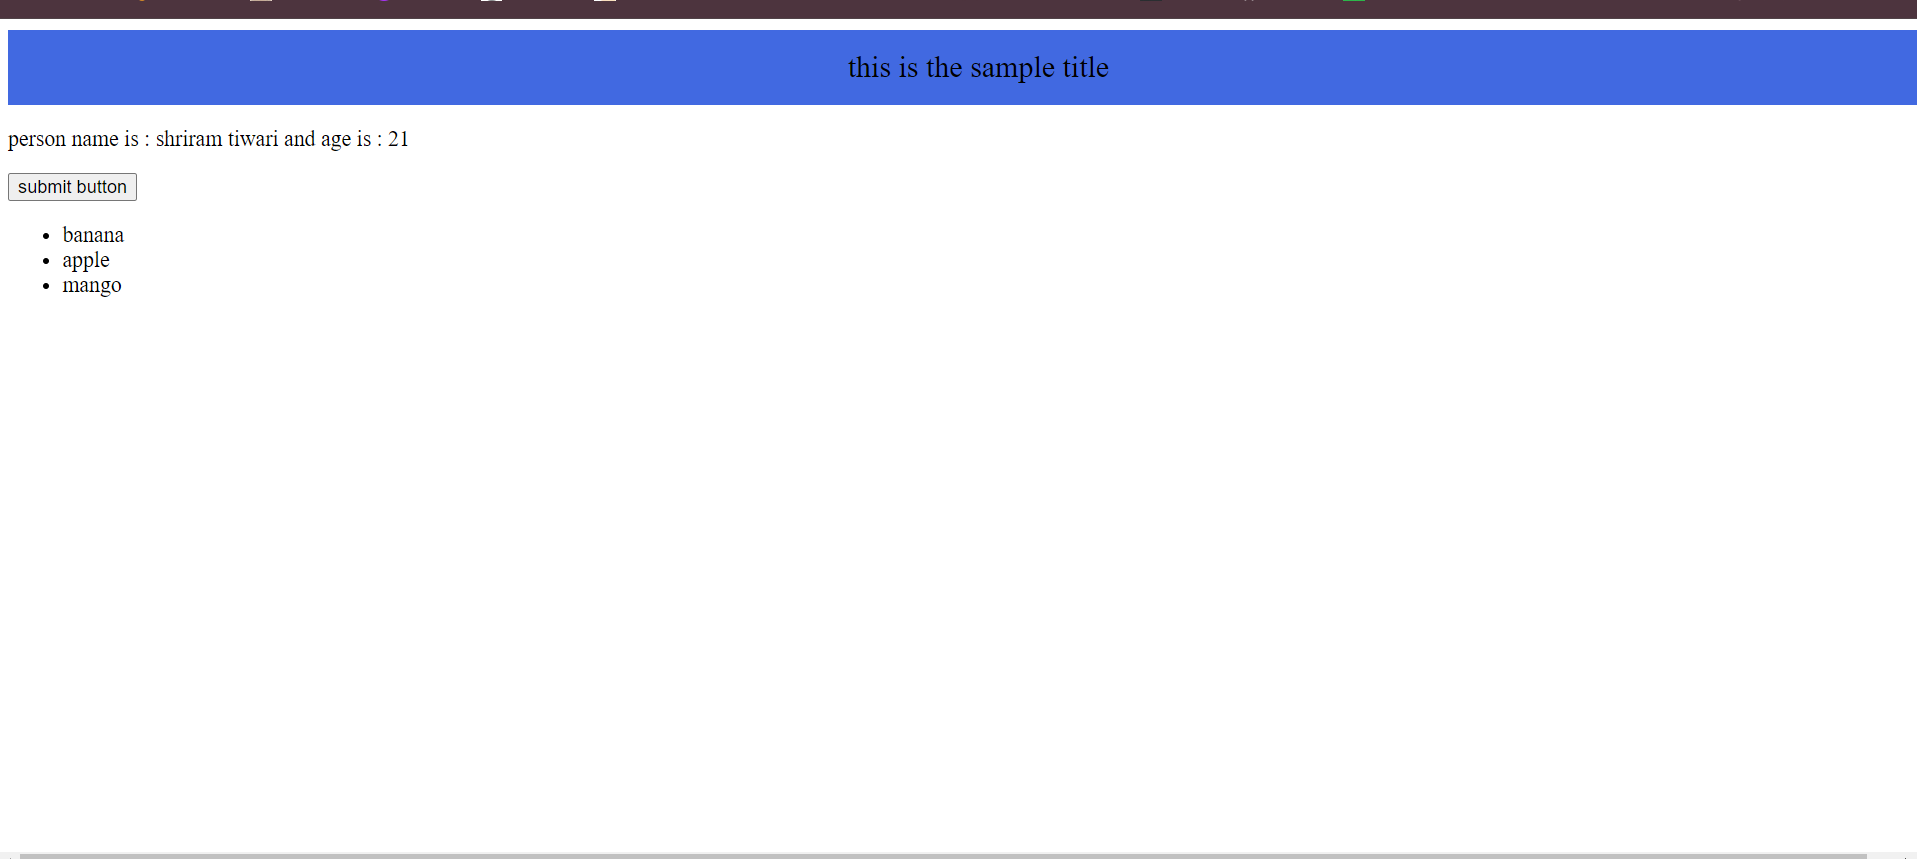 this is the sample title
person name is : shriram tiwari and age is : 21
submit button
banana
apple
mango